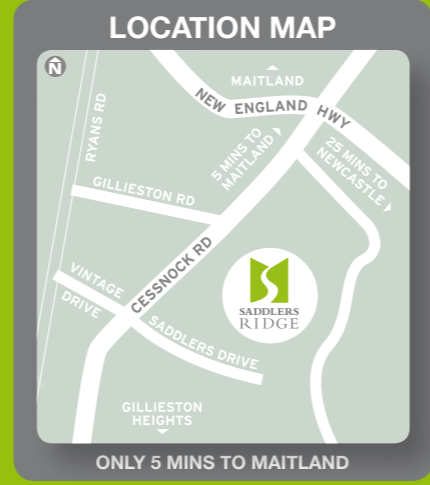 LOCATION MAP
N
MAITLAND
NEW ENGLAND HWY
RYANS RD
5 MINS TO
MAITLAND
25 MINS TO
NEWCASTLE
GILLIESTON RD
CESSNOCK RD
SADDLERS
RIDGE
VINTAGE
DRIVE
SADDLERS DRIVE
GILLIESTON
HEIGHTS
ONLY 5 MINS TO MAITLAND